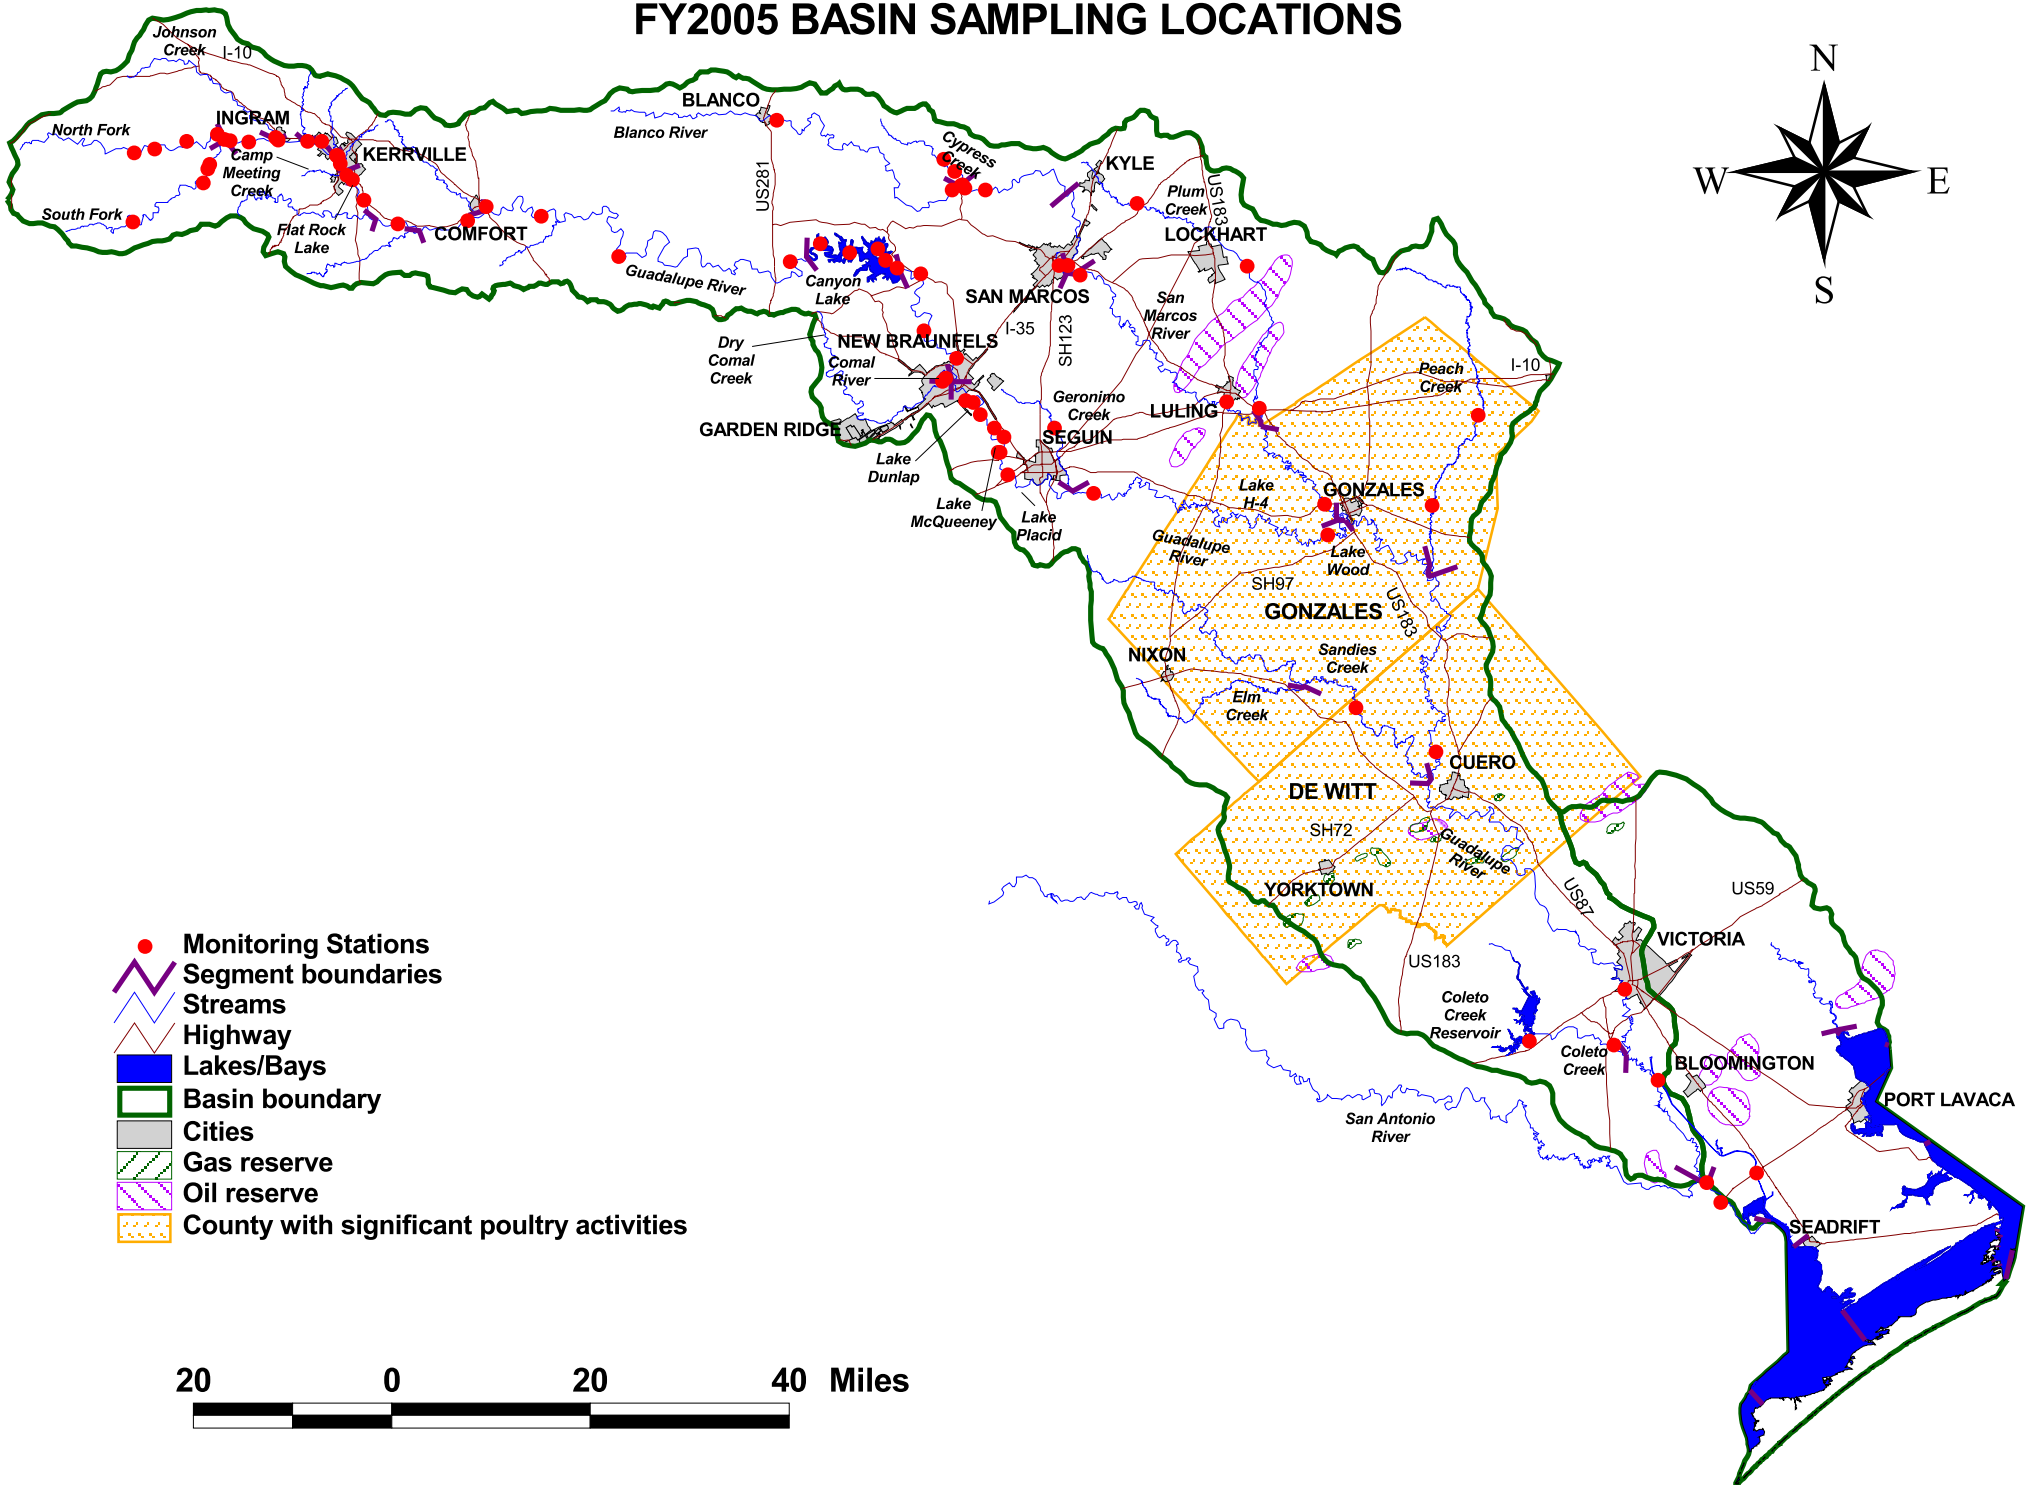 FY2005 BASIN SAMPLING LOCATIONS
N
W
E
S
Johnson
Creek
I-10
INGRAM
North Fork
Camp
Meeting
Creek
KERRVILLE
South Fork
Flat Rock
Lake
COMFORT
BLANCO
Blanco River
US281
Cypress
Creek
KYLE
Plum
Creek
US183
LOCKHART
Guadalupe River
Canyon
Lake
SAN MARCOS
San
Marcos
River
I-35
SH123
NEW BRAUNFELS
Dry
Comal
Creek
Comal
River
Geronimo
Creek
GARDEN RIDGE
SEGUIN
LULING
Peach
Creek
I-10
Lake
Dunlap
Lake
McQueeney
Lake
Placid
Lake
H-4
GONZALES
Guadalupe
River
Lake
Wood
SH97
GONZALES
US183
NIXON
Sandies
Creek
Elm
Creek
CUERO
DE WITT
SH72
Guadalupe
River
YORKTOWN
US87
US59
VICTORIA
US183
Coleto
Creek
Reservoir
Coleto
Creek
BLOOMINGTON
PORT LAVACA
San Antonio
River
SEADRIFT
Monitoring Stations
Segment boundaries
Streams
Highway
Lakes/Bays
Basin boundary
Cities
Gas reserve
Oil reserve
County with significant poultry activities
20 0 20 40 Miles